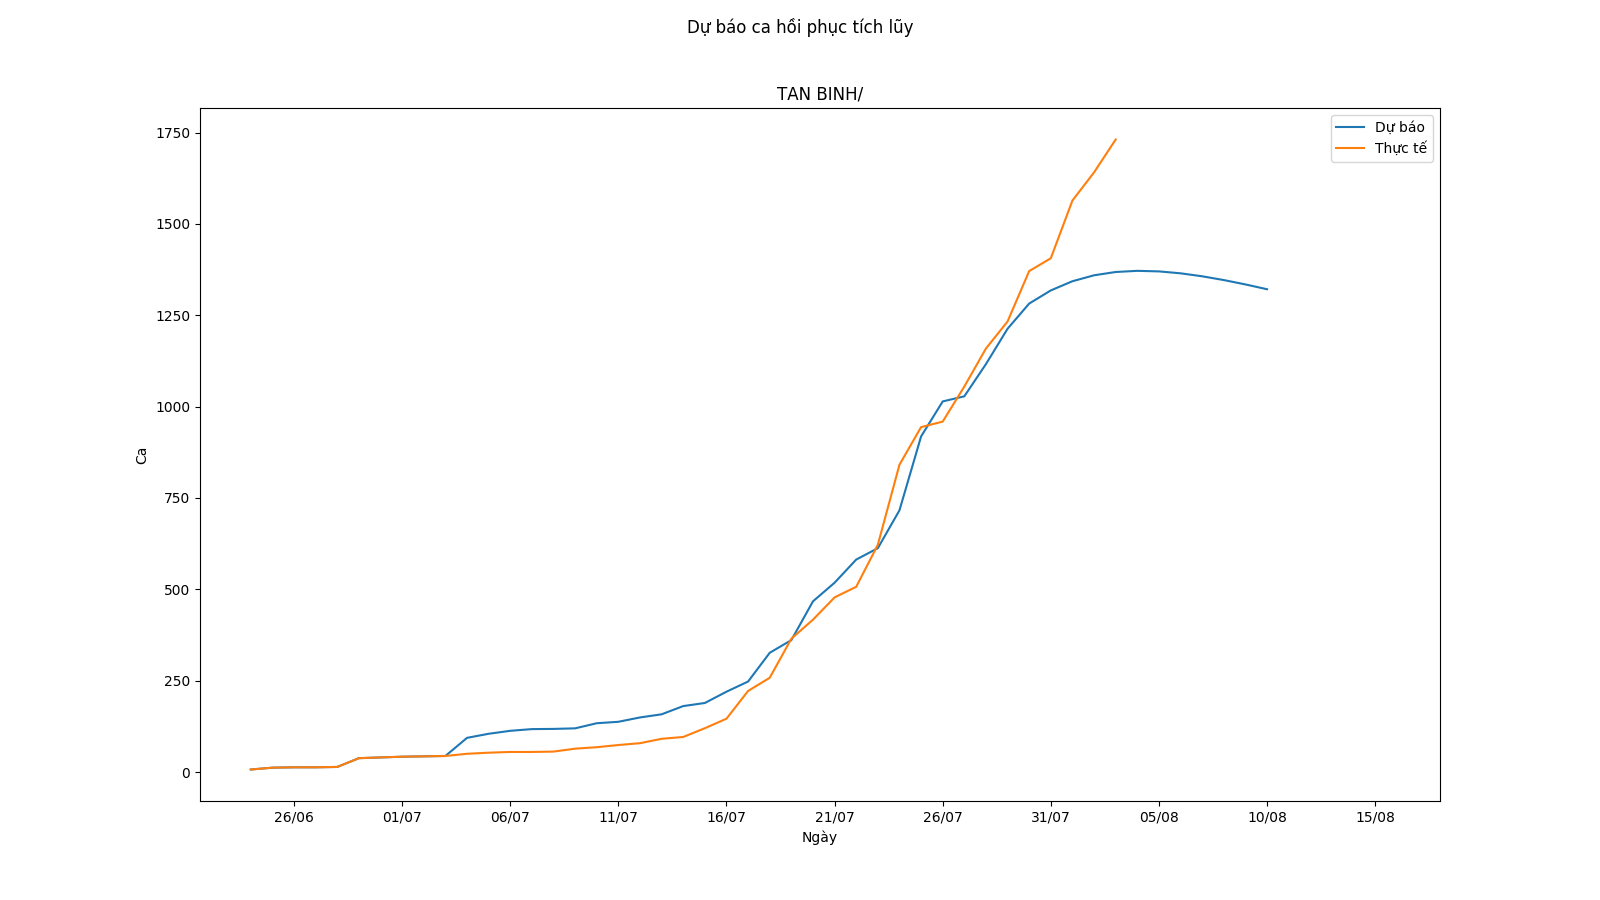 Dự báo ca hồi phục tích lũy
TAN BINH/
Dự báo
Thực tế
1750
1500
1250
1000
750
500
250
0
Ca
26/06 01/07 06/07 11/07 16/07 21/07 26/07 31/07 05/08 10/08 15/08
Ngày